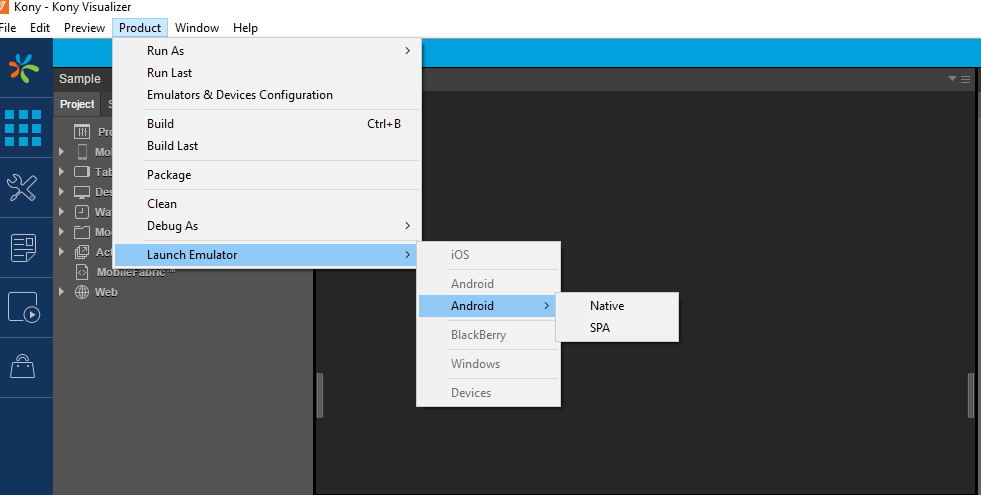 Kony - Kony Visualizer
File Edit Preview Product Window Help
Run As
Run Last
Emulators & Devices Configuration
Build Ctrl+B
Build Last
Package
Clean
Debug As
Launch Emulator
iOS
Android
Android
BlackBerry
Windows
Devices
Native
SPA
Sample
Project S
Pro
Mo
Tab
Des
Wa
Mo
Act
MobileFabric™
Web